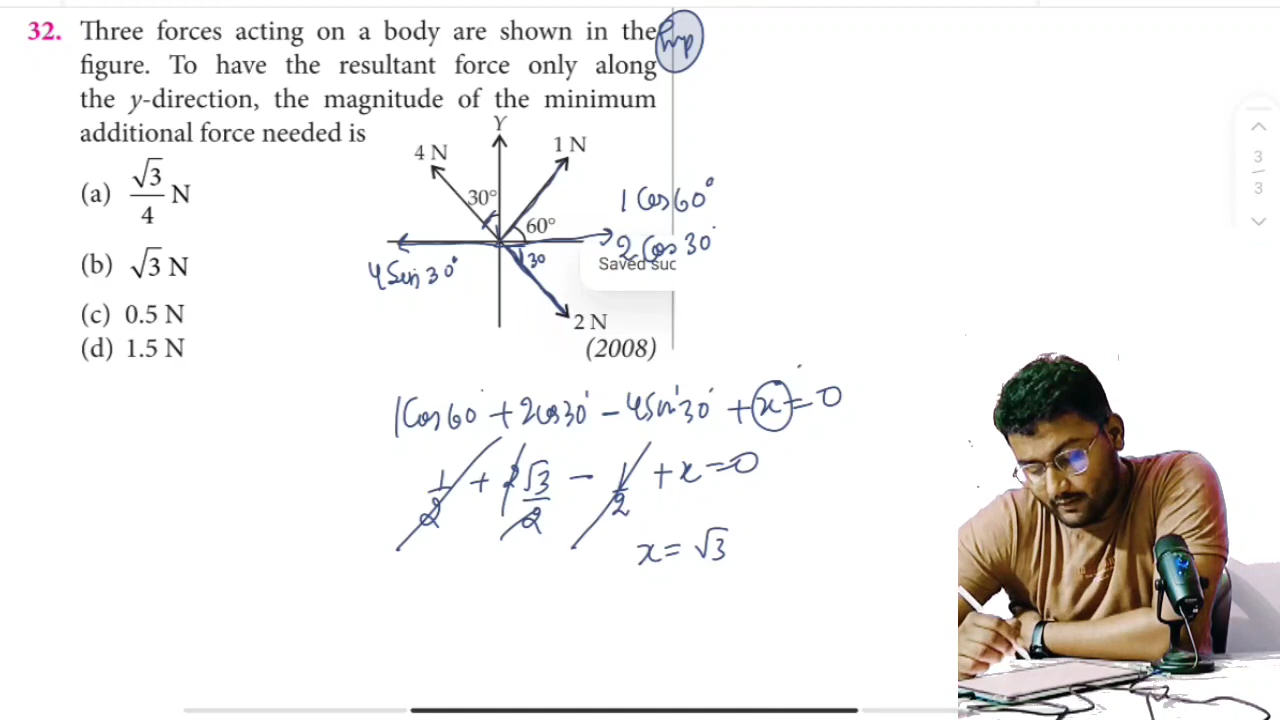 32. Three forces acting on a body are shown in the
figure. To have the resultant force only along
the y-direction, the magnitude of the minimum
additional force needed is
Imp
(a) √3/4 N
(b) √3 N
(c) 0.5 N
(d) 1.5 N
Y
4 N
1 N
30°
60°
1 Cos 60°
2 Cos 30°
30
4 Sin 30°
Saved suc
2 N
(2008)
1 Cos 60° + 2 cos 30° - 4 sin 30° + x = 0
1/2 + 2 √3/2 - 1/2 + x = 0
x = √3
3
3